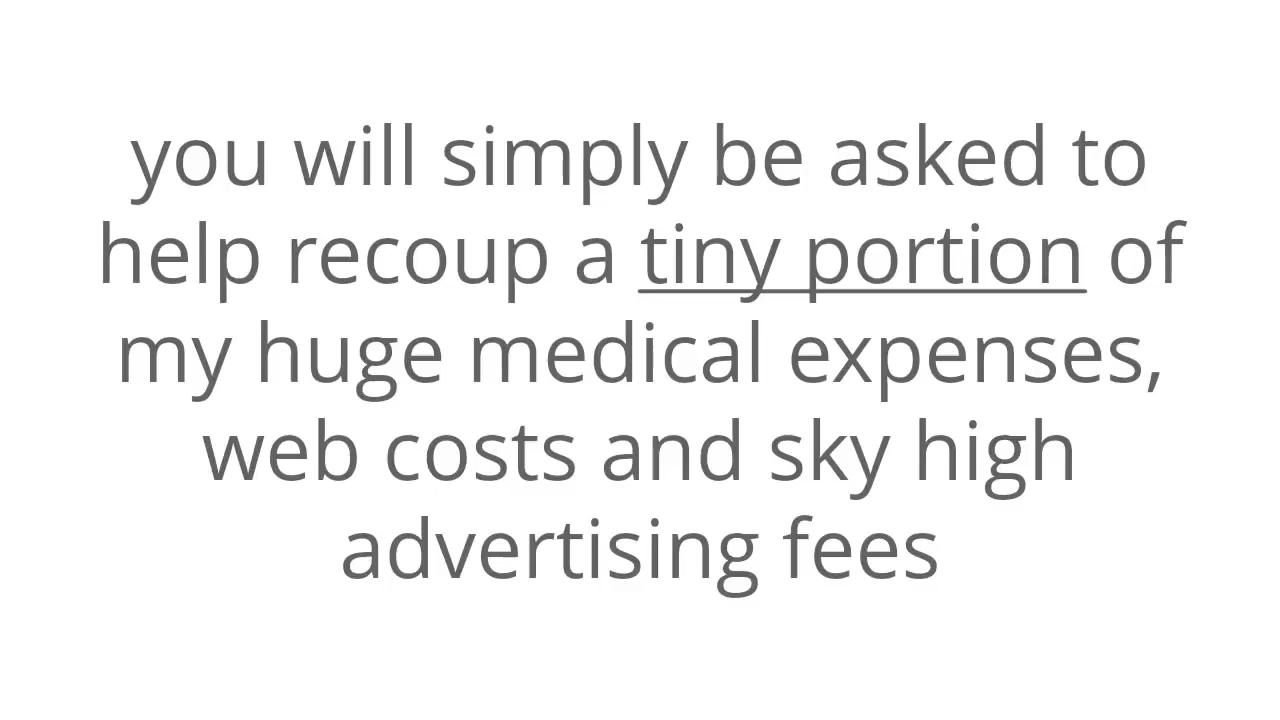 you will simply be asked to
help recoup a tiny portion of
my huge medical expenses,
web costs and sky high
advertising fees